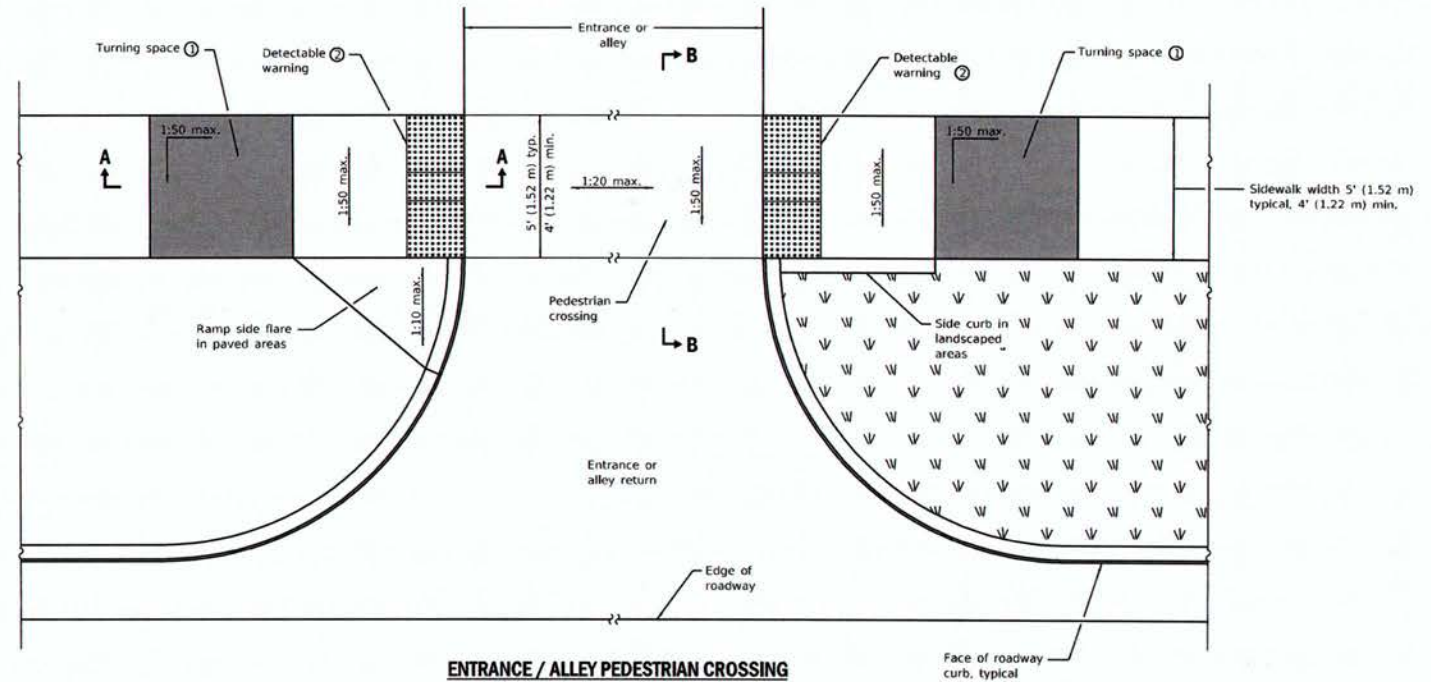 Entrance or
alley
Turning space ①
Detectable ②
warning
B
Detectable
warning ②
Turning space ①
1:50 max.
1:50 max.
A
1:50 max.
A
5' (1.52 m) typ.
4' (1.22 m) min.
1:20 max.
1:50 max.
1:50 max.
Sidewalk width 5' (1.52 m)
typical, 4' (1.22 m) min.
1:10 max.
Ramp side flare
in paved areas
Pedestrian
crossing
B
Side curb in
landscaped
areas
Entrance or
alley return
Edge of
roadway
ENTRANCE / ALLEY PEDESTRIAN CROSSING
Face of roadway
curb, typical